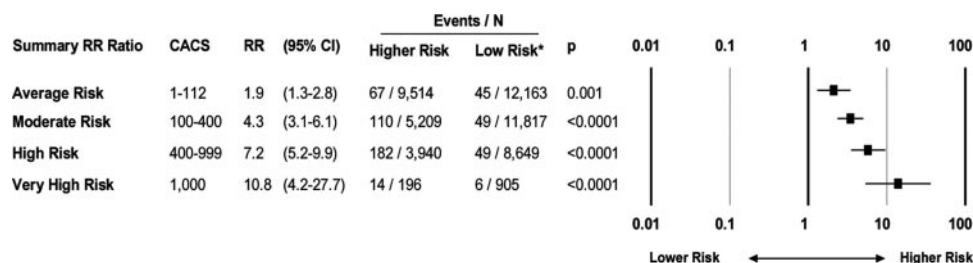 Events / N
Summary RR Ratio CACS RR (95% CI) Higher Risk Low Risk* p 0.01 0.1 1 10 100
Average Risk 1-112 1.9 (1.3-2.8) 67 / 9,514 45 / 12,163 0.001
Moderate Risk 100-400 4.3 (3.1-6.1) 110 / 5,209 49 / 11,817 <0.0001
High Risk 400-999 7.2 (5.2-9.9) 182 / 3,940 49 / 8,649 <0.0001
Very High Risk 1,000 10.8 (4.2-27.7) 14 / 196 6 / 905 <0.0001
0.01 0.1 1 10 100
Lower Risk Higher Risk